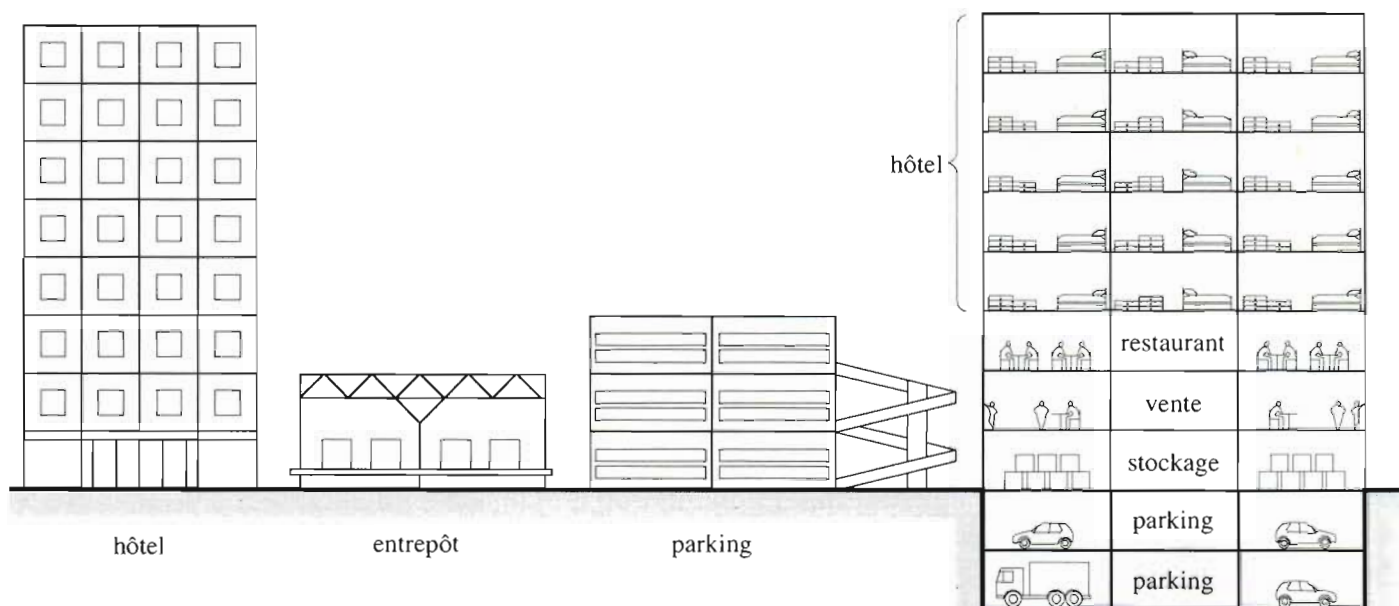 hôtel
restaurant
vente
stockage
parking
parking
hôtel
entrepôt
parking